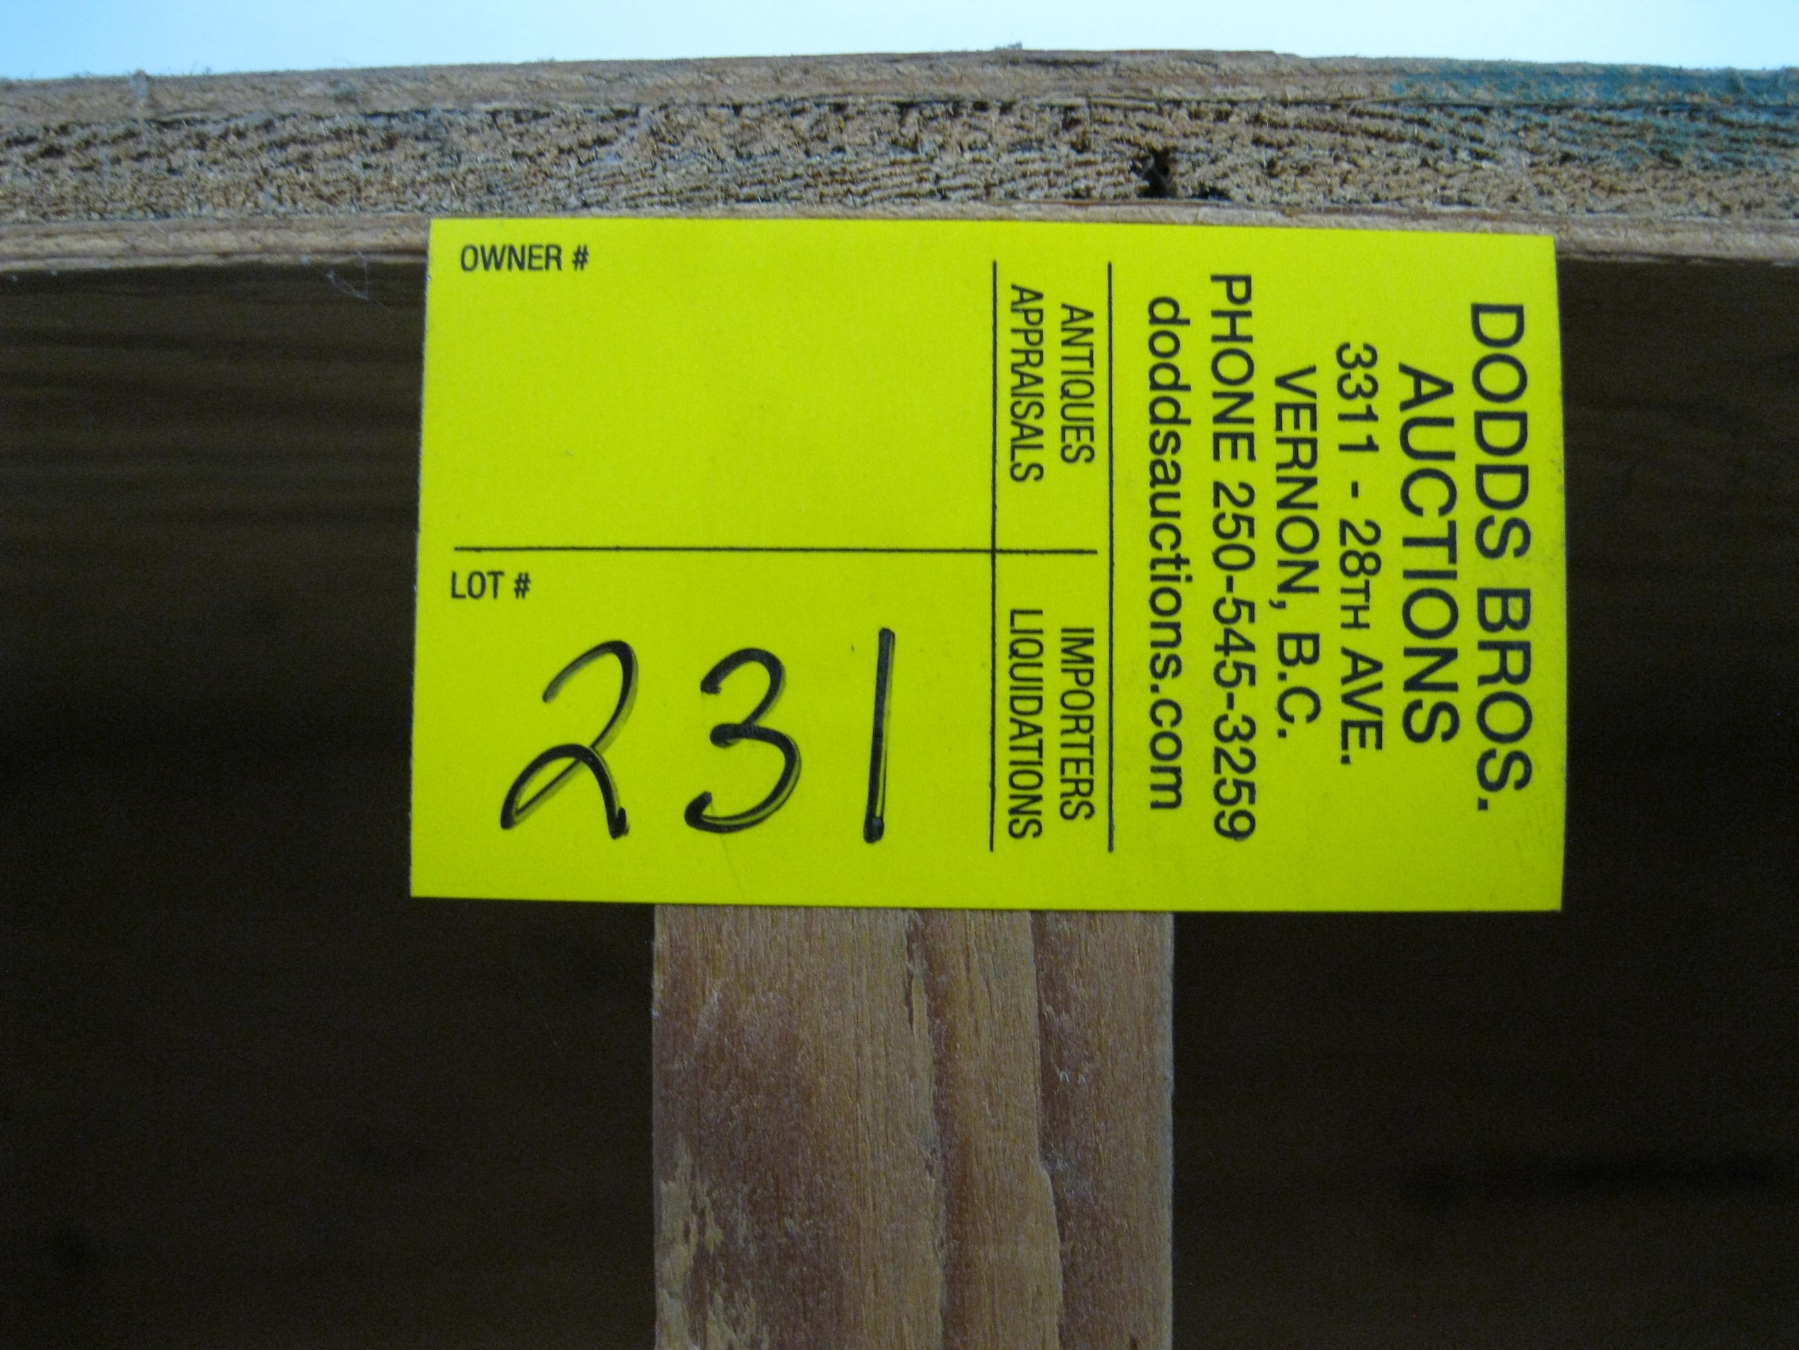 DODDS BROS.
AUCTIONS
3311 - 28TH AVE.
VERNON, B.C.
PHONE 250-545-3259
doddsauctions.com
ANTIQUES IMPORTERS
APPRAISALS LIQUIDATIONS
OWNER #
LOT #
231